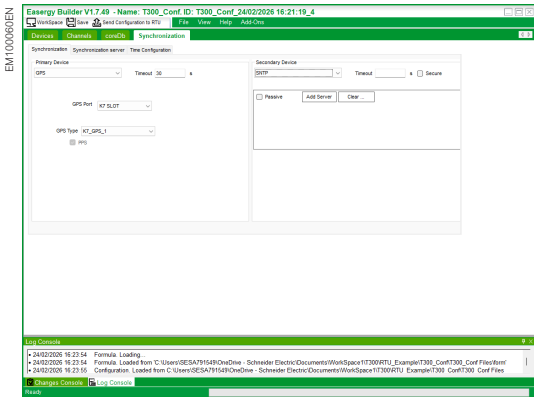 EM100060EN
Easergy Builder V1.7.49 - Name: T300_Conf. ID: T300_Conf_24/02/2026 16:21:19_4
WorkSpace Save Send Configuration to RTU File View Help Add-Ons
Devices Channels coreDb Synchronization
Synchronization Synchronization server Time Configuration
Primary Device
GPS Timeout 30 s
GPS Port K7 SLOT
GPS Type K7_GPS_1
PPS
Secondary Device
SNTP Timeout s Secure
Passive Add Server Clear ...
Log Console
24/02/2026 16:23:54 Formula. Loading...
24/02/2026 16:23:54 Formula. Loaded from 'C:\Users\SESA791549\OneDrive - Schneider Electric\Documents\WorkSpace1\T300\RTU_Example\T300_Conf\T300_Conf Files\form'
24/02/2026 16:23:55 Configuration. Loaded from C:\Users\SESA791549\OneDrive - Schneider Electric\Documents\WorkSpace1\T300\RTU_Example\T300_Conf\T300_Conf Files
Changes Console Log Console
Ready